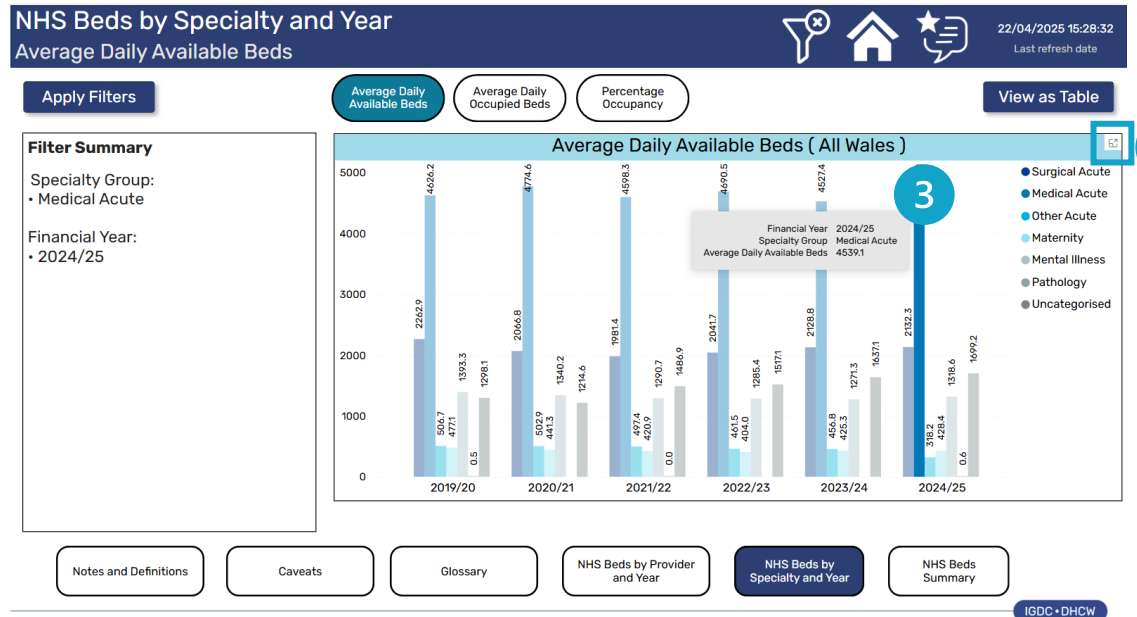 NHS Beds by Specialty and Year
Average Daily Available Beds
22/04/2025 15:28:32
Last refresh date
Apply Filters
Average Daily
Available Beds
Average Daily
Occupied Beds
Percentage
Occupancy
View as Table
Filter Summary
Specialty Group:
• Medical Acute
Financial Year:
• 2024/25
Average Daily Available Beds ( All Wales )
5000
4000
3000
2000
1000
0
2262.9
4626.2
506.7
477.1
1393.3
0.5
1298.1
2066.8
4774.6
502.9
441.3
1340.2
1214.6
1981.4
4598.3
497.4
420.9
1290.7
0.0
1486.9
2041.7
4690.5
461.5
404.0
1285.4
1517.1
2128.8
4527.4
456.8
425.3
1271.3
1637.1
2132.3
318.2
428.4
1318.6
0.6
1699.2
3
Financial Year 2024/25
Specialty Group Medical Acute
Average Daily Available Beds 4539.1
2019/20
2020/21
2021/22
2022/23
2023/24
2024/25
Surgical Acute
Medical Acute
Other Acute
Maternity
Mental Illness
Pathology
Uncategorised
Notes and Definitions
Caveats
Glossary
NHS Beds by Provider
and Year
NHS Beds by
Specialty and Year
NHS Beds
Summary
IGDC • DHCW